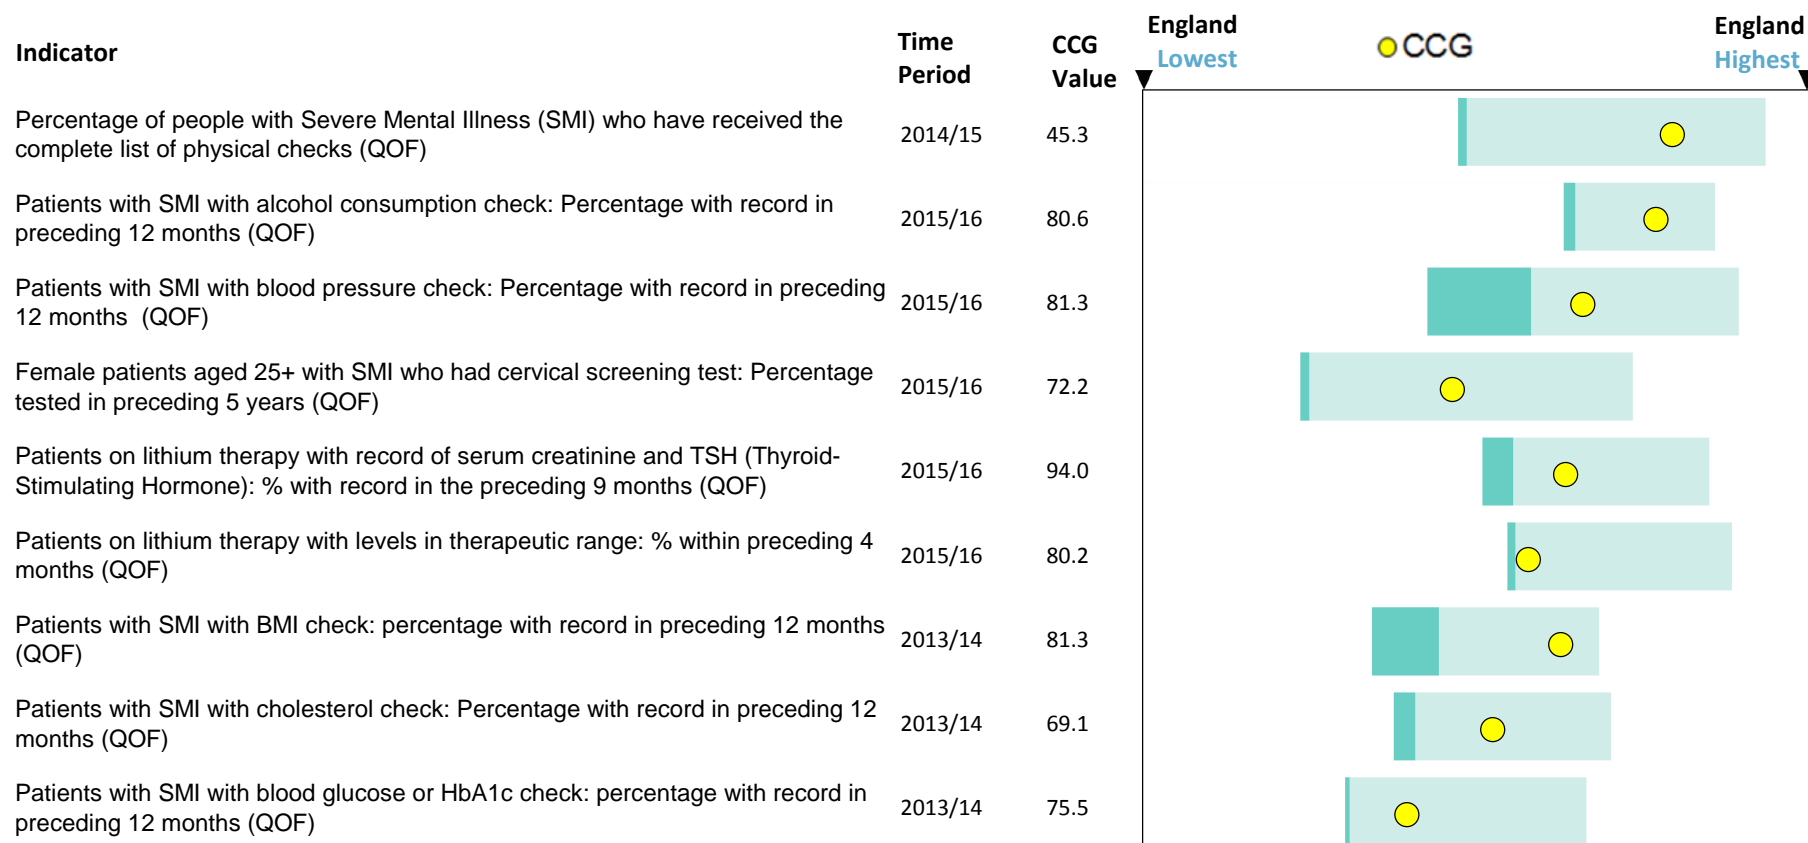 Indicator
Time Period
CCG Value
England Lowest
CCG
England Highest
Percentage of people with Severe Mental Illness (SMI) who have received the
complete list of physical checks (QOF)
2014/15
45.3
Patients with SMI with alcohol consumption check: Percentage with record in
preceding 12 months (QOF)
2015/16
80.6
Patients with SMI with blood pressure check: Percentage with record in preceding
12 months  (QOF)
2015/16
81.3
Female patients aged 25+ with SMI who had cervical screening test: Percentage
tested in preceding 5 years (QOF)
2015/16
72.2
Patients on lithium therapy with record of serum creatinine and TSH (Thyroid-
Stimulating Hormone): % with record in the preceding 9 months (QOF)
2015/16
94.0
Patients on lithium therapy with levels in therapeutic range: % within preceding 4
months (QOF)
2015/16
80.2
Patients with SMI with BMI check: percentage with record in preceding 12 months
(QOF)
2013/14
81.3
Patients with SMI with cholesterol check: Percentage with record in preceding 12
months (QOF)
2013/14
69.1
Patients with SMI with blood glucose or HbA1c check: percentage with record in
preceding 12 months (QOF)
2013/14
75.5